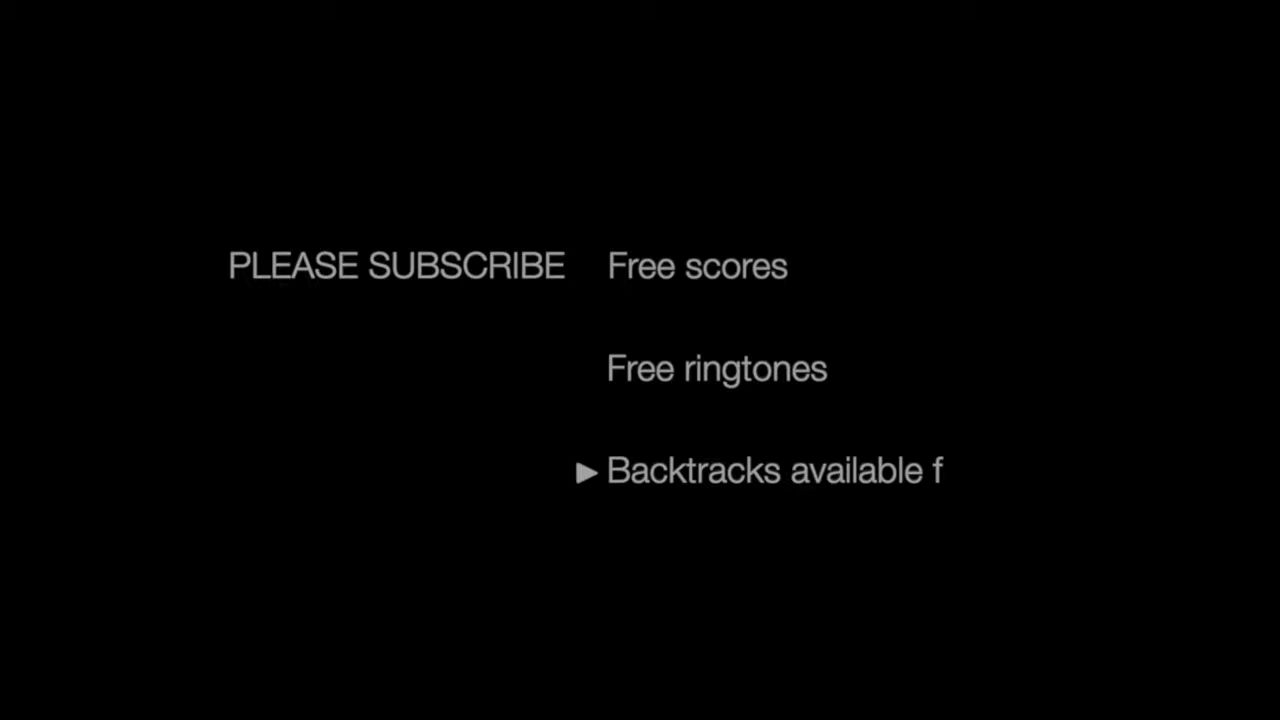 PLEASE SUBSCRIBE Free scores
Free ringtones
▶ Backtracks available f